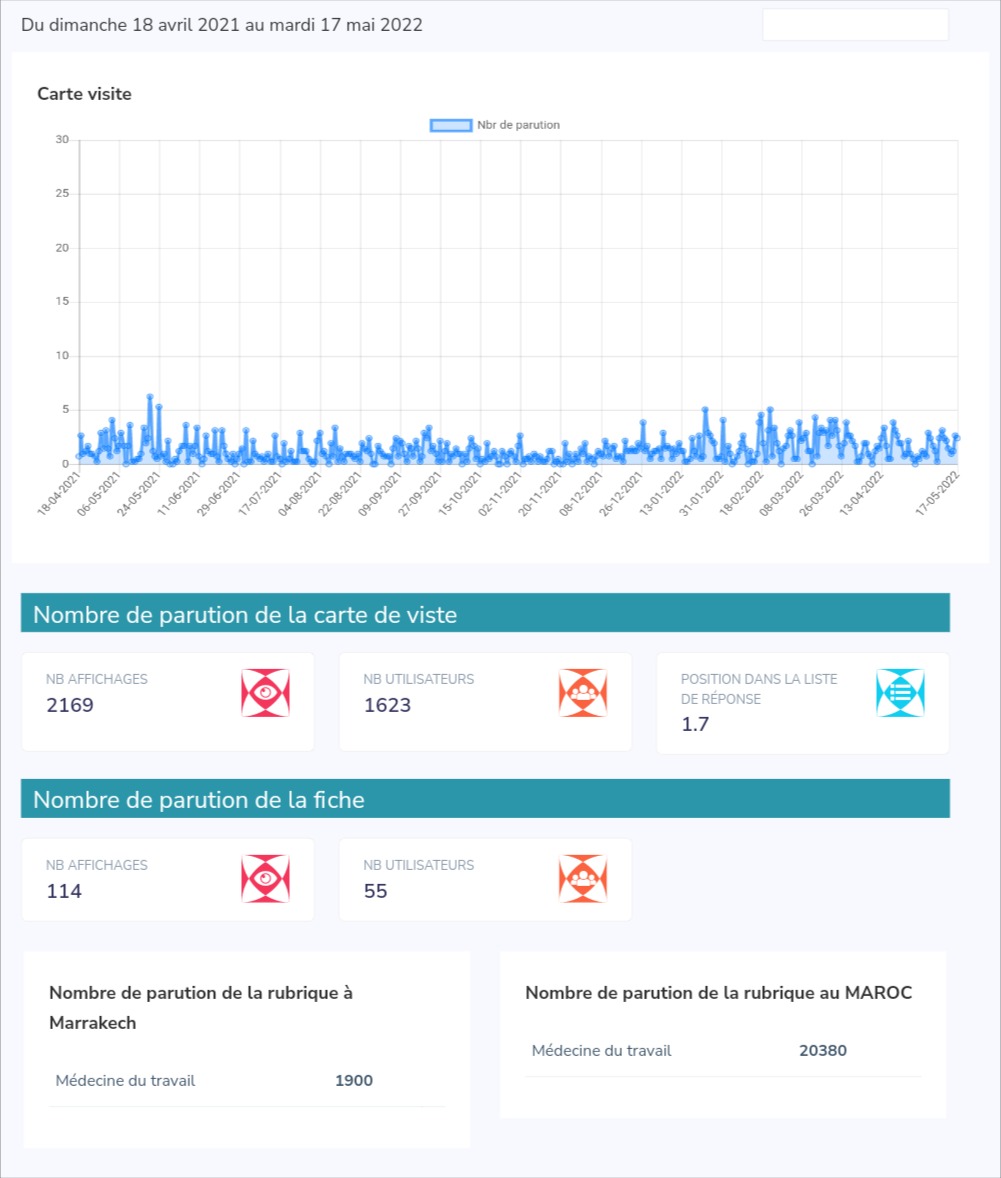 Du dimanche 18 avril 2021 au mardi 17 mai 2022
Carte visite
Nbr de parution
30
25
20
15
10
5
0
18-04-2021
06-05-2021
24-05-2021
11-06-2021
29-06-2021
17-07-2021
04-08-2021
22-08-2021
09-09-2021
27-09-2021
15-10-2021
02-11-2021
20-11-2021
08-12-2021
26-12-2021
13-01-2022
31-01-2022
18-02-2022
08-03-2022
26-03-2022
13-04-2022
17-05-2022
Nombre de parution de la carte de viste
NB AFFICHAGES
2169
NB UTILISATEURS
1623
POSITION DANS LA LISTE
DE RÉPONSE
1.7
Nombre de parution de la fiche
NB AFFICHAGES
114
NB UTILISATEURS
55
Nombre de parution de la rubrique à
Marrakech
Médecine du travail 1900
Nombre de parution de la rubrique au MAROC
Médecine du travail 20380